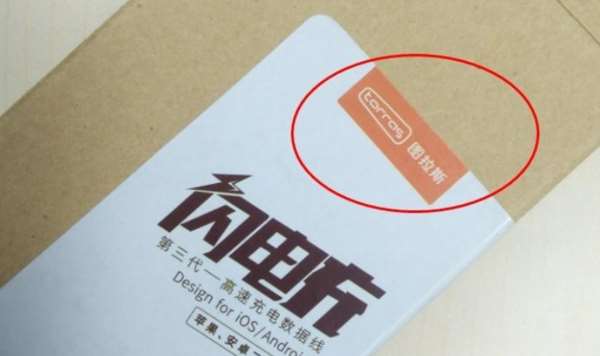 torras 图拉斯
闪电充
第三代一高速充电数据线
Design for iOS/Andro
苹果、安卓